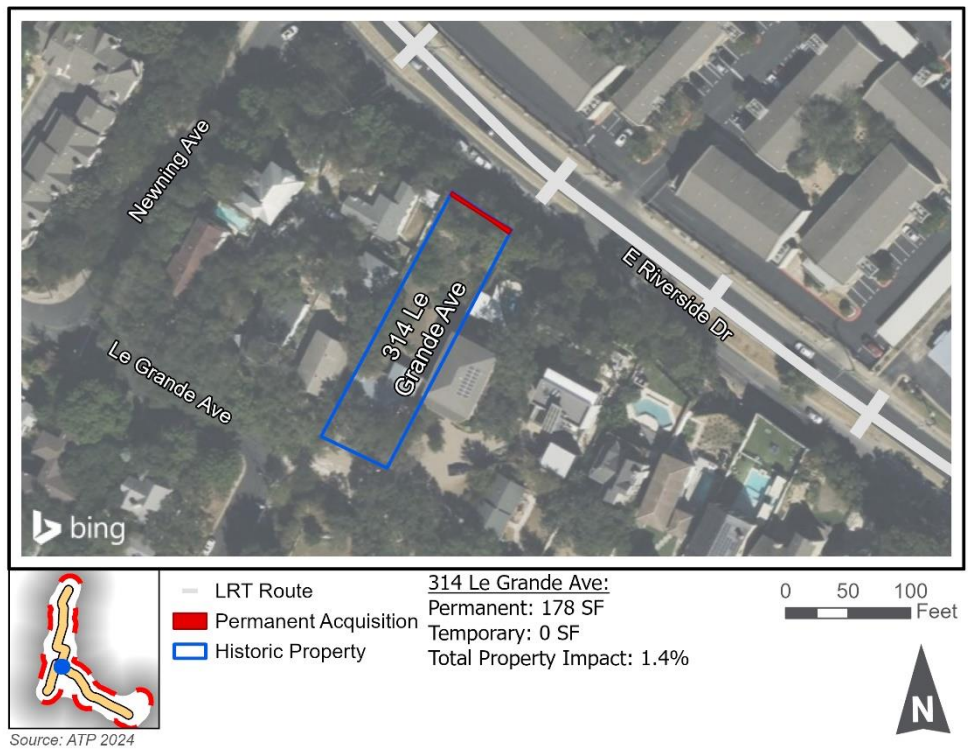 Newning Ave
E Riverside Dr
314 Le
Grande Ave
Le Grande Ave
bing
LRT Route
Permanent Acquisition
Historic Property
314 Le Grande Ave:
Permanent: 178 SF
Temporary: 0 SF
Total Property Impact: 1.4%
0 50 100
Feet
N
Source: ATP 2024